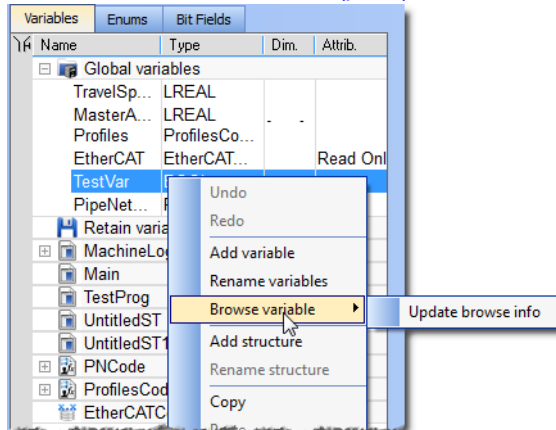 Variables Enums Bit Fields
Name Type Dim. Attrib.
Global variables
TravelSp... LREAL
MasterA... LREAL
Profiles ProfilesCo...
EtherCAT EtherCAT... Read Onl
TestVar
PipeNet...
Undo
Redo
Add variable
Rename variables
Browse variable
Update browse info
Add structure
Rename structure
Copy
Retain varia
MachineLo
Main
TestProg
UntitledST
UntitledST1
PNCode
ProfilesCod
EtherCATC